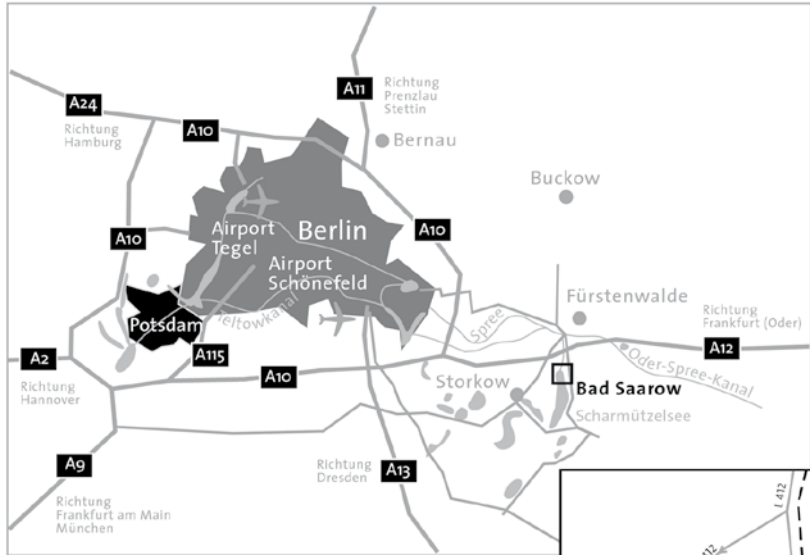 A24
Richtung
Hamburg
A10
A11
Richtung
Prenzlau
Stettin
Bernau
Buckow
A10
Airport
Tegel
Berlin
Airport
Schönefeld
A10
Potsdam
Teltowkanal
Spree
Fürstenwalde
Richtung
Frankfurt (Oder)
A2
Richtung
Hannover
A115
A10
A12
Oder-Spree-Kanal
Storkow
Bad Saarow
Scharmützelsee
A9
Richtung
Frankfurt am Main
München
Richtung
Dresden
A13
L 412